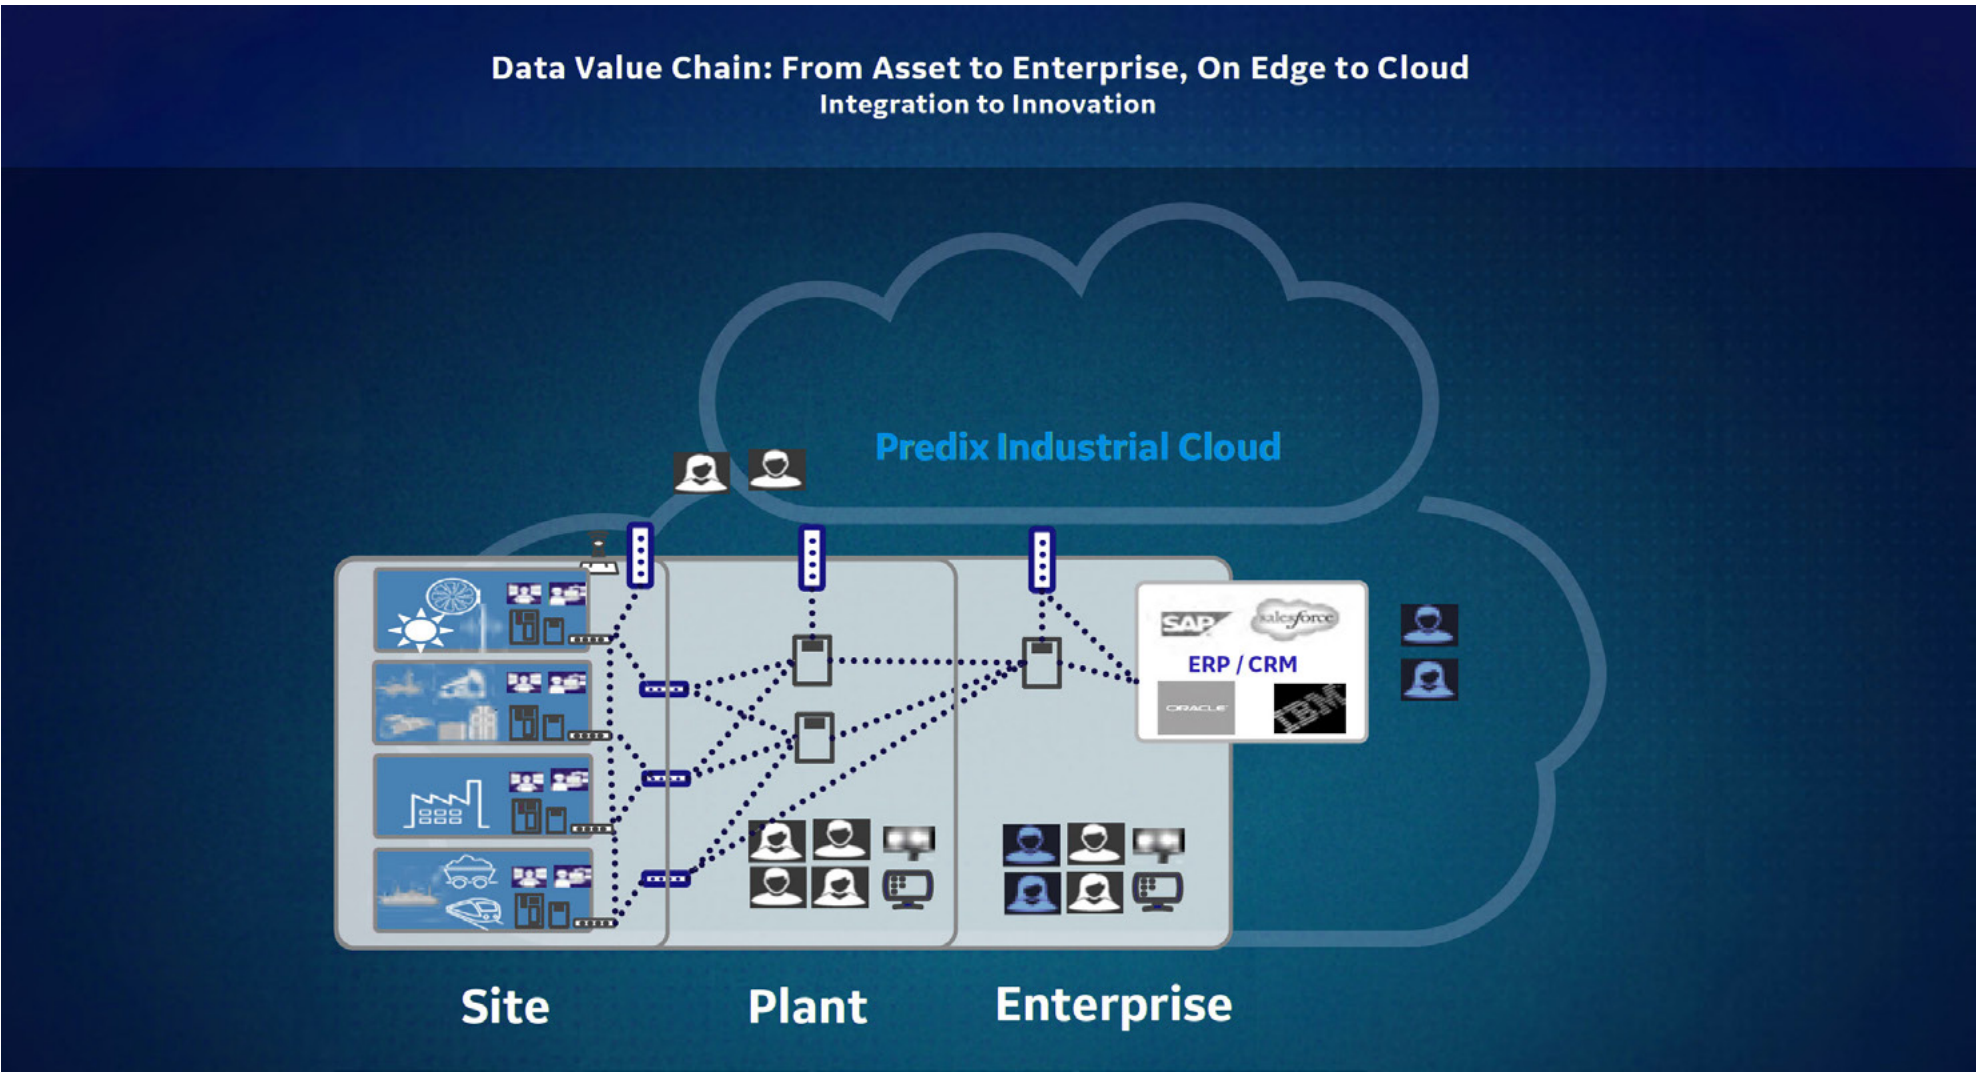 Data Value Chain: From Asset to Enterprise, On Edge to Cloud
Integration to Innovation
Predix Industrial Cloud
SAP
salesforce
ERP / CRM
ORACLE
IBM
Site
Plant
Enterprise